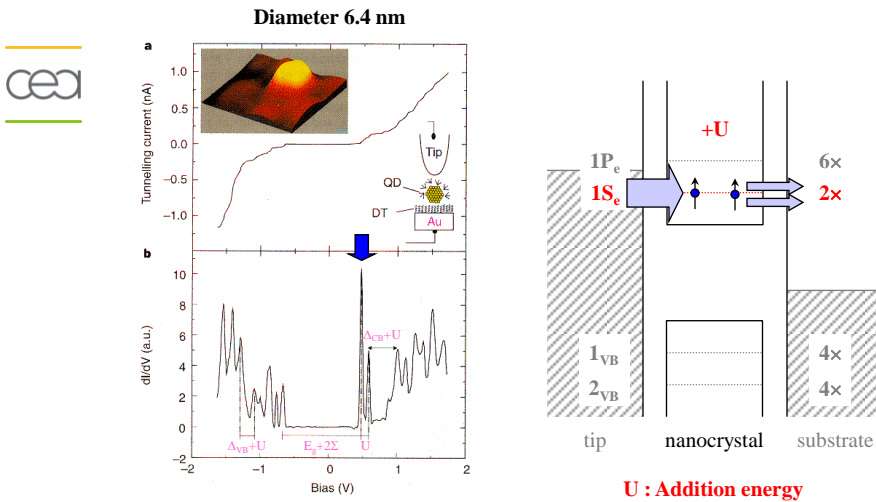 Diameter 6.4 nm
cea
a
Tunnelling current (nA)
1.0
0.5
0.0
−0.5
−1.0
Tip
QD
DT
Au
b
dI/dV (a.u.)
10
8
6
4
2
0
−2
Δ_CB+U
Δ_VB+U
E_g+2Σ
U
−2
−1
0
1
2
Bias (V)
+U
1P_e
6×
1S_e
2×
1_VB
4×
2_VB
4×
tip
nanocrystal
substrate
U : Addition energy